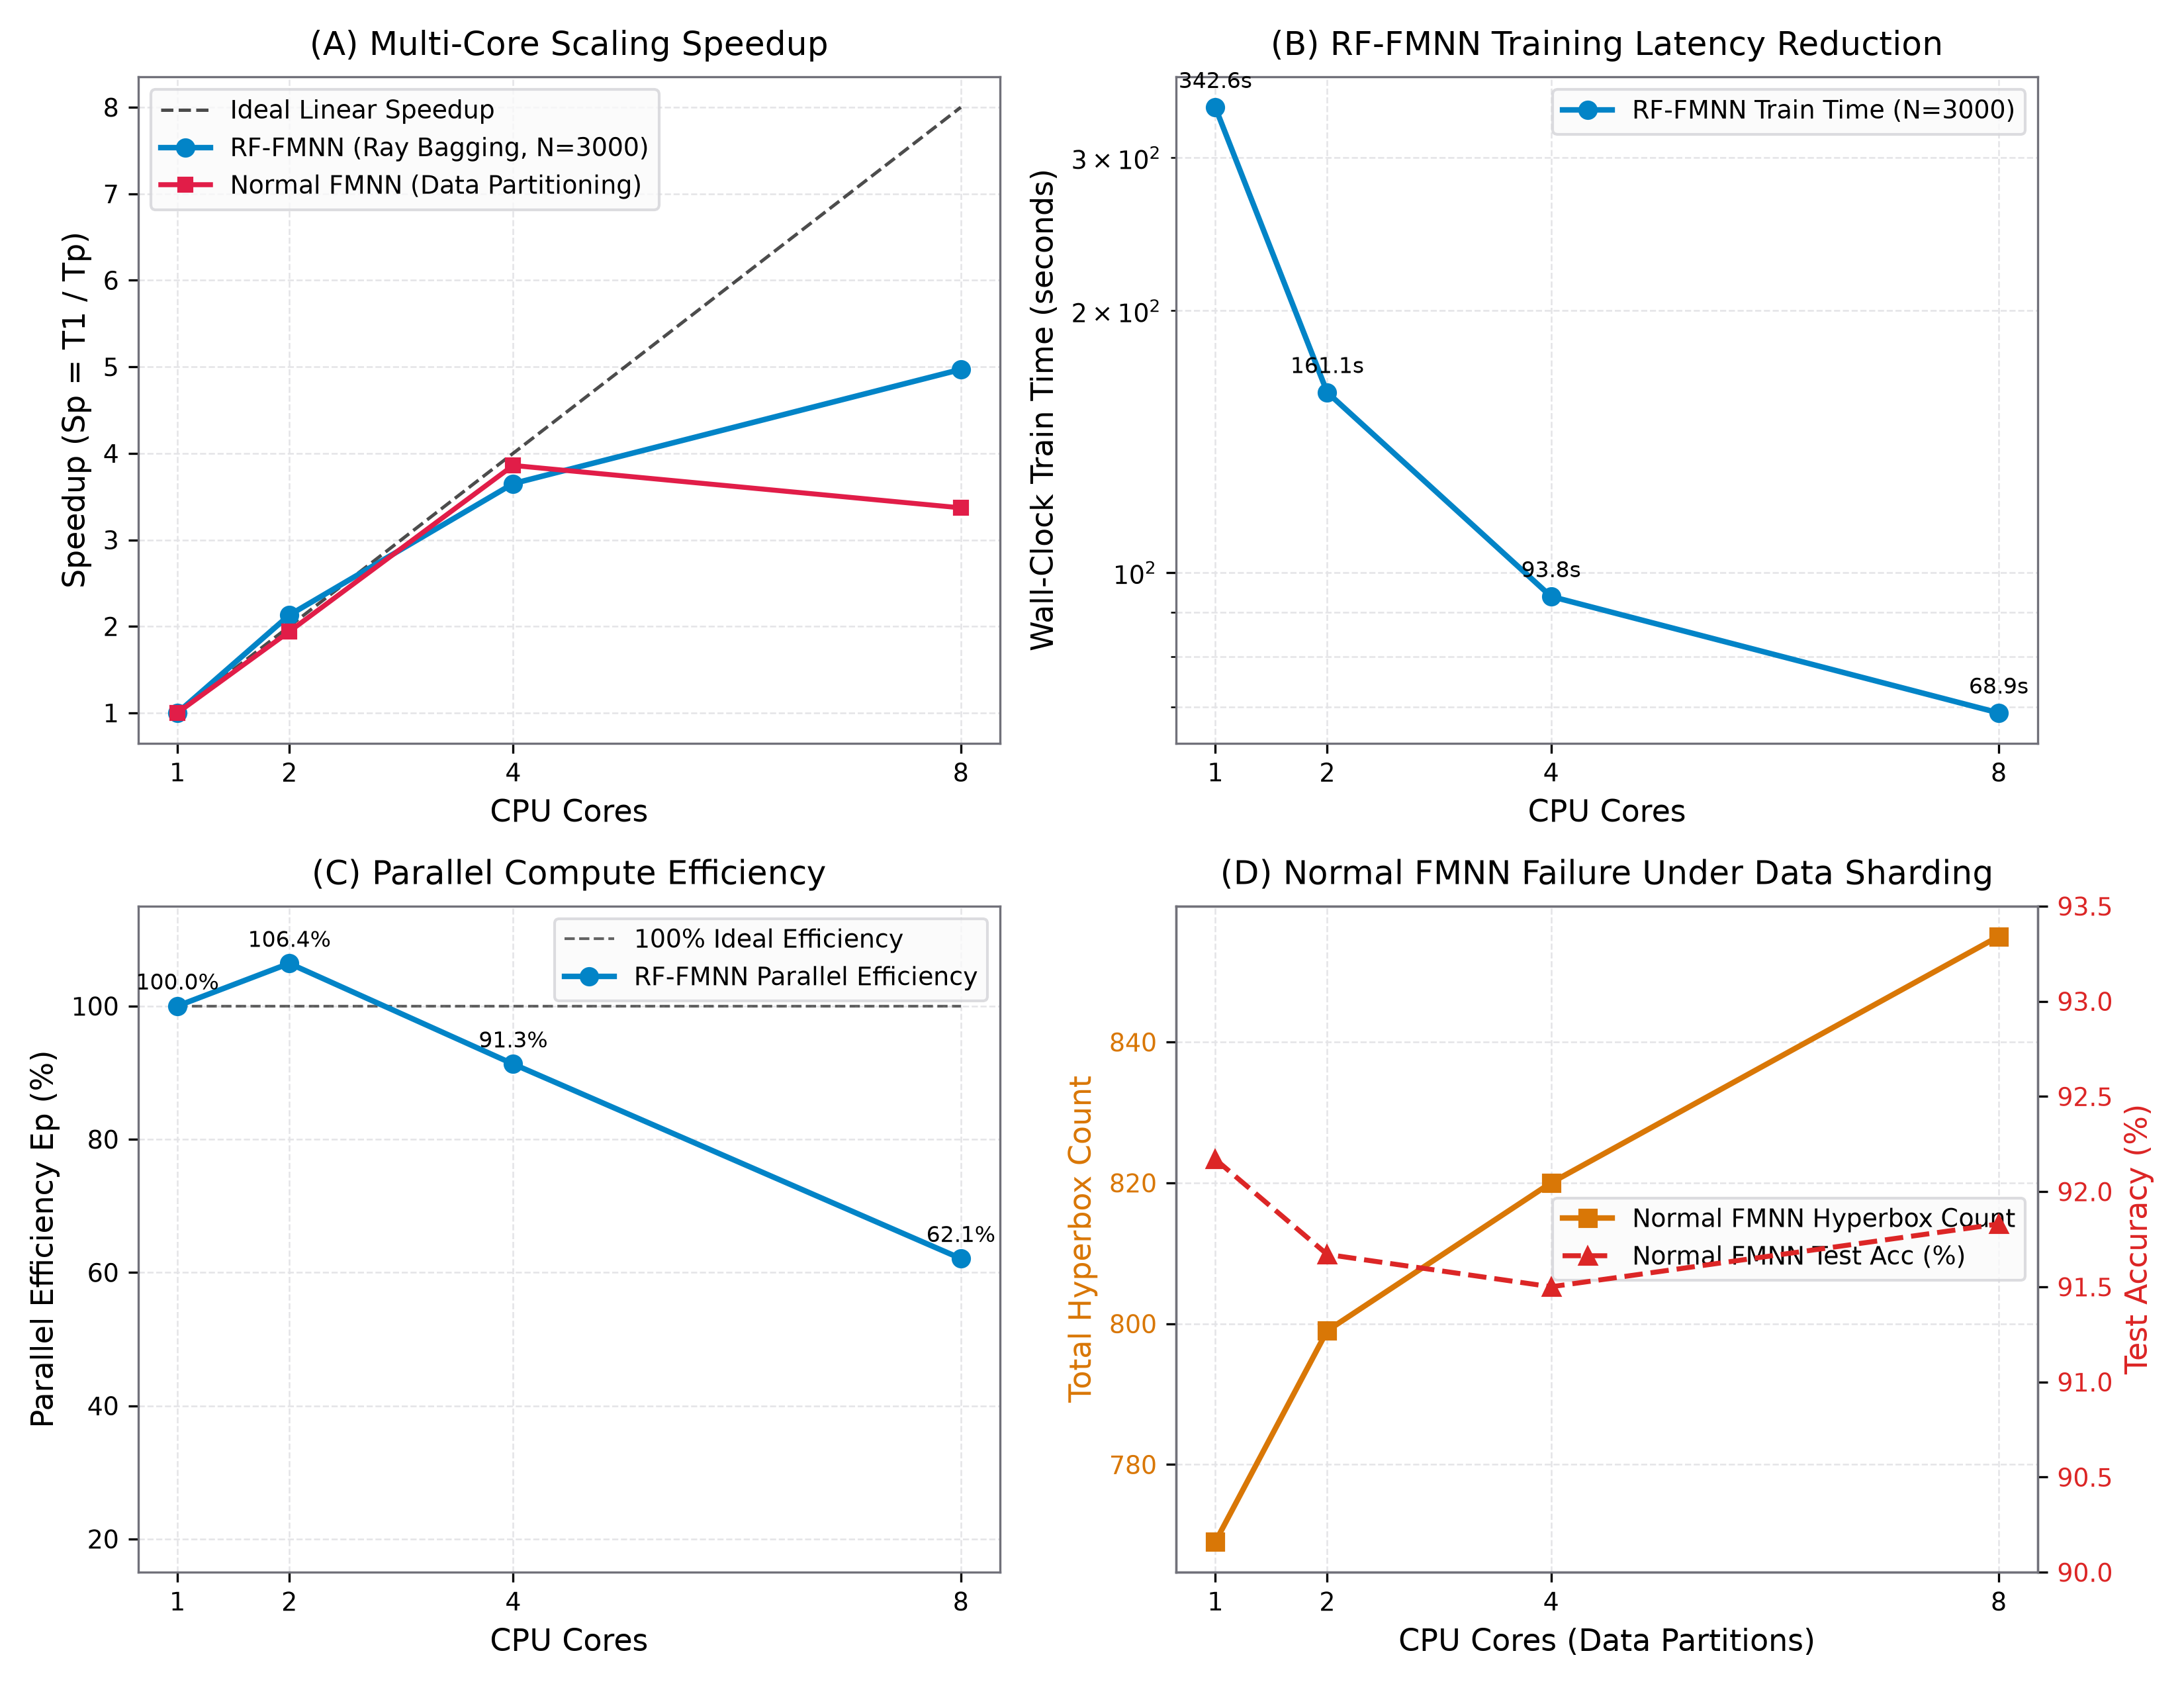 (A) Multi-Core Scaling Speedup
Ideal Linear Speedup
RF-FMNN (Ray Bagging, N=3000)
Normal FMNN (Data Partitioning)
Speedup (Sp = T1 / Tp)
8
7
6
5
4
3
2
1
1 2 4 8
CPU Cores
(B) RF-FMNN Training Latency Reduction
RF-FMNN Train Time (N=3000)
Wall-Clock Train Time (seconds)
3 × 10²
2 × 10²
10²
342.6s
161.1s
93.8s
68.9s
1 2 4 8
CPU Cores
(C) Parallel Compute Efficiency
100% Ideal Efficiency
RF-FMNN Parallel Efficiency
Parallel Efficiency Ep (%)
100
80
60
40
20
100.0%
106.4%
91.3%
62.1%
1 2 4 8
CPU Cores
(D) Normal FMNN Failure Under Data Sharding
Total Hyperbox Count
840
820
800
780
Normal FMNN Hyperbox Count
Normal FMNN Test Acc (%)
93.5
93.0
92.5
92.0
91.5
91.0
90.5
90.0
Test Accuracy (%)
1 2 4 8
CPU Cores (Data Partitions)